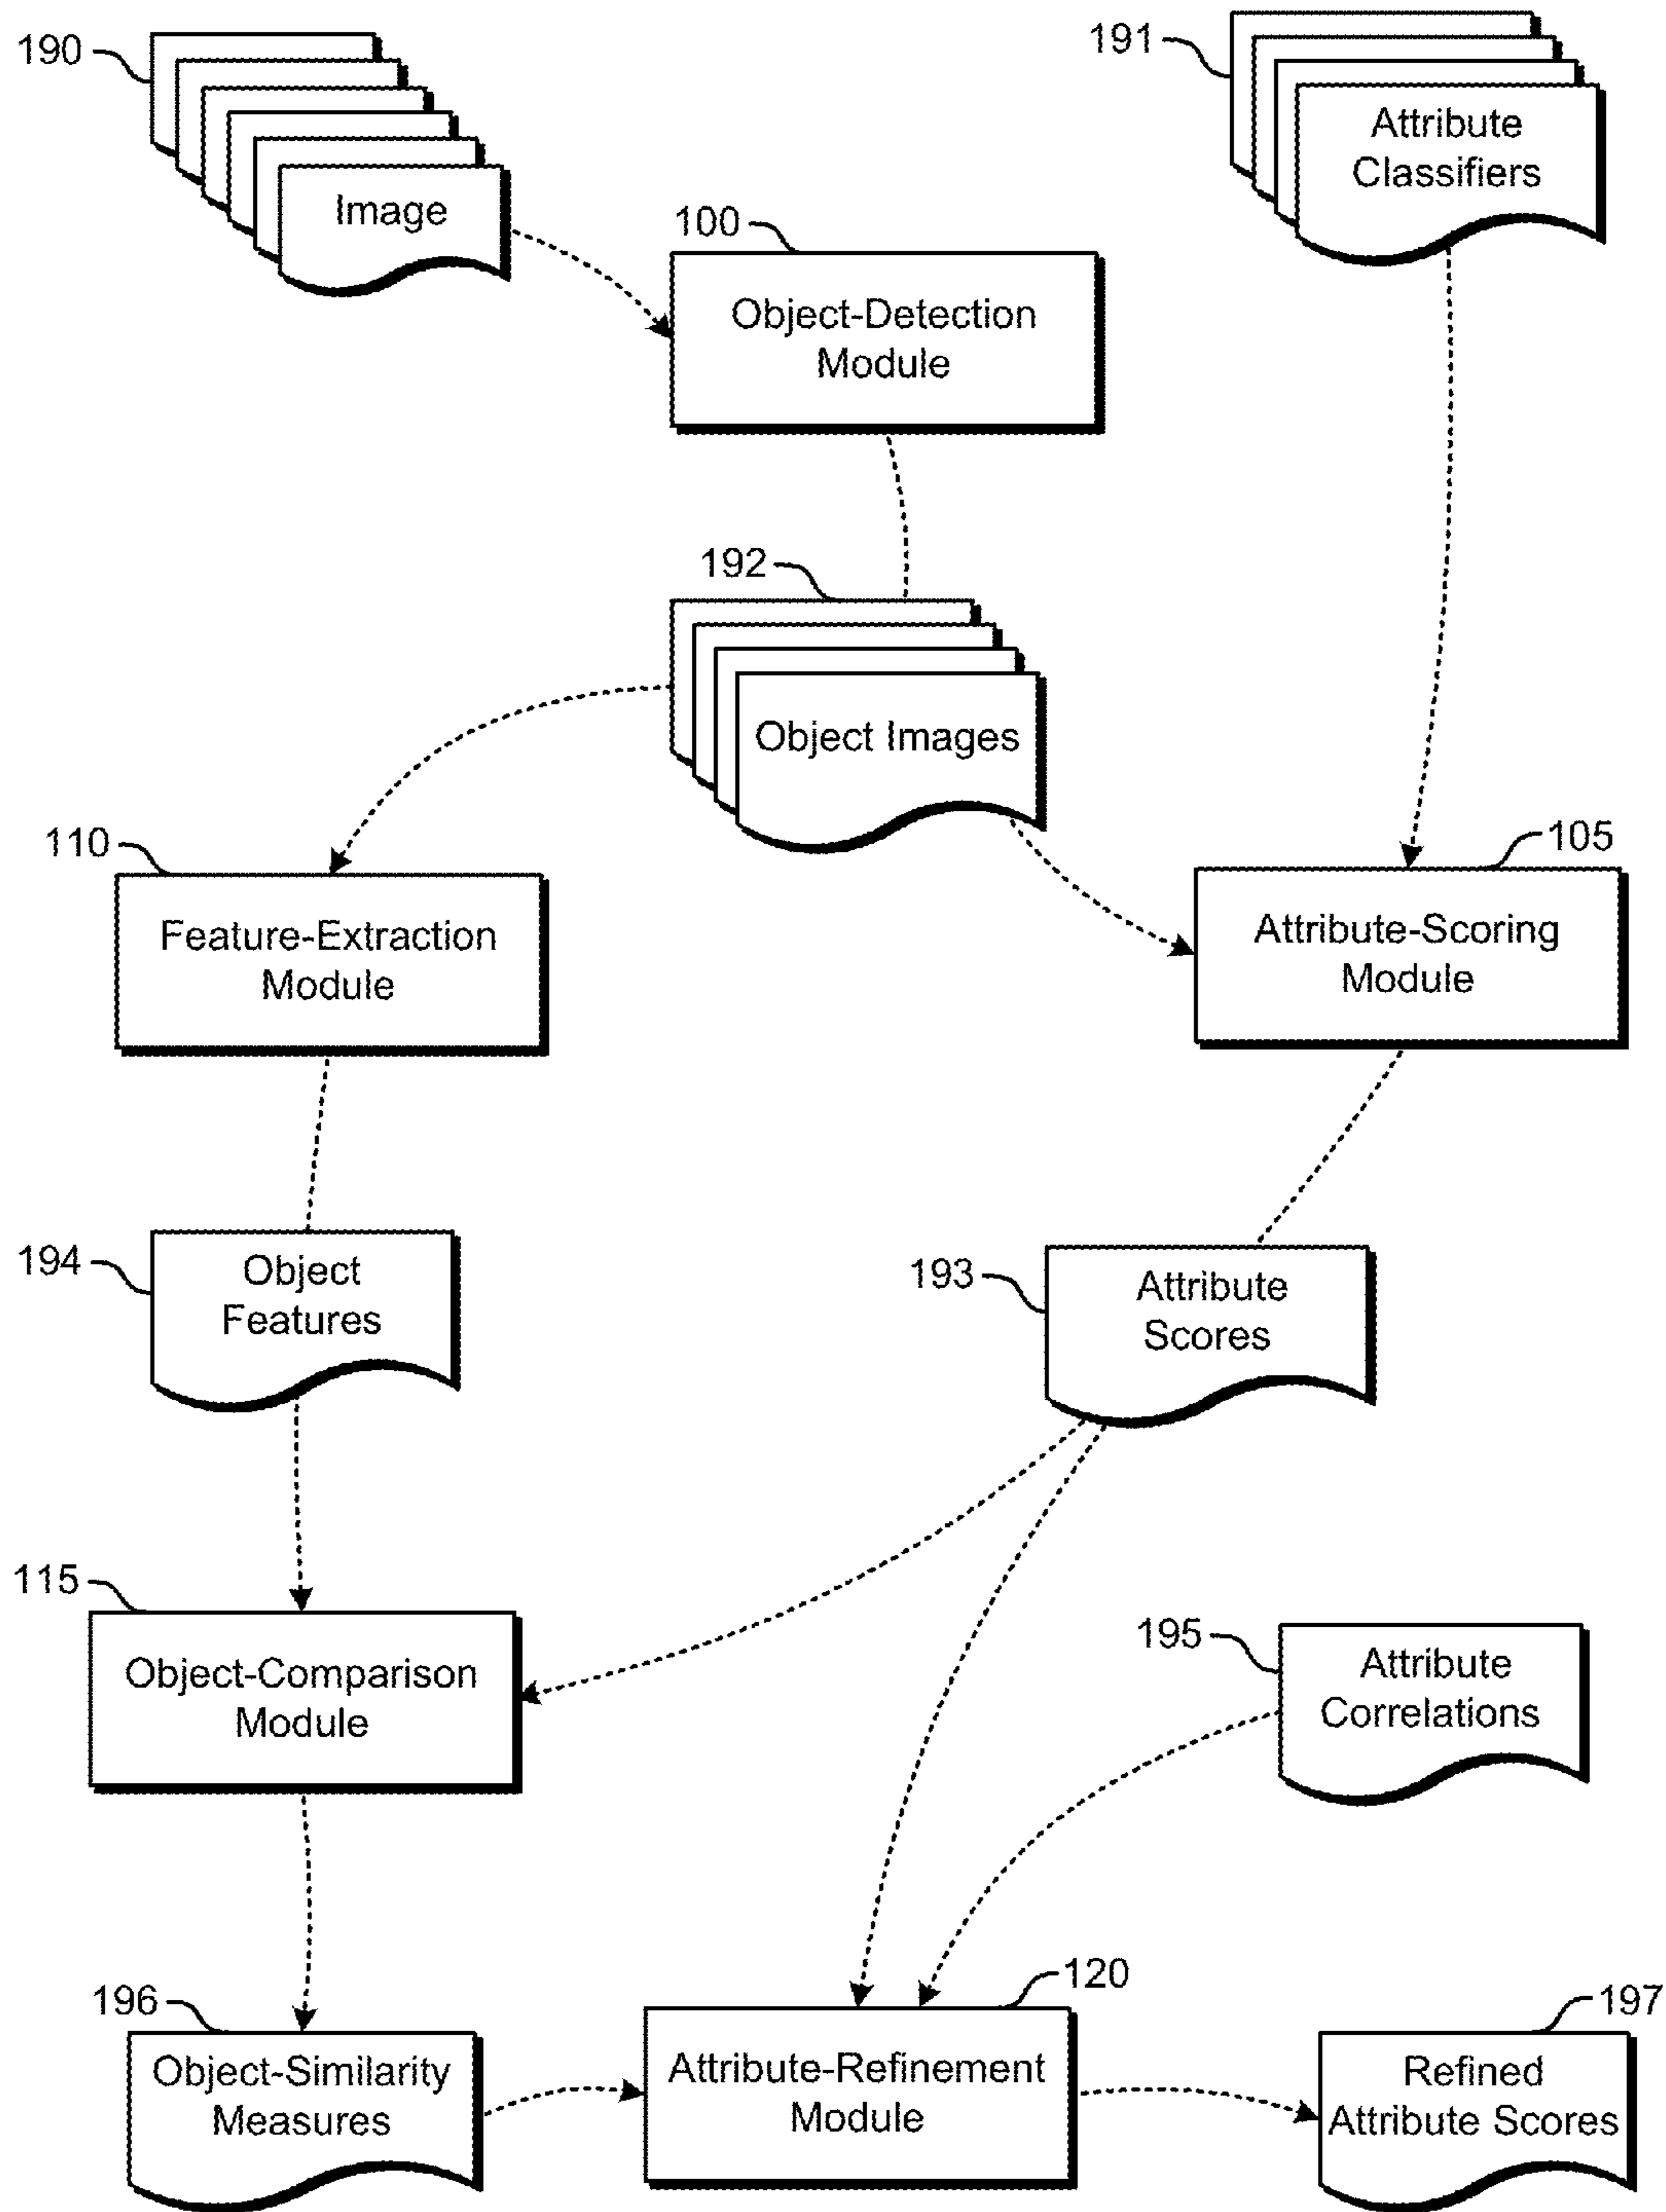 190
Image
191
Attribute
Classifiers
100
Object-Detection
Module
192
Object Images
110
Feature-Extraction
Module
105
Attribute-Scoring
Module
194
Object
Features
193
Attribute
Scores
115
Object-Comparison
Module
195
Attribute
Correlations
196
Object-Similarity
Measures
120
Attribute-Refinement
Module
197
Refined
Attribute Scores